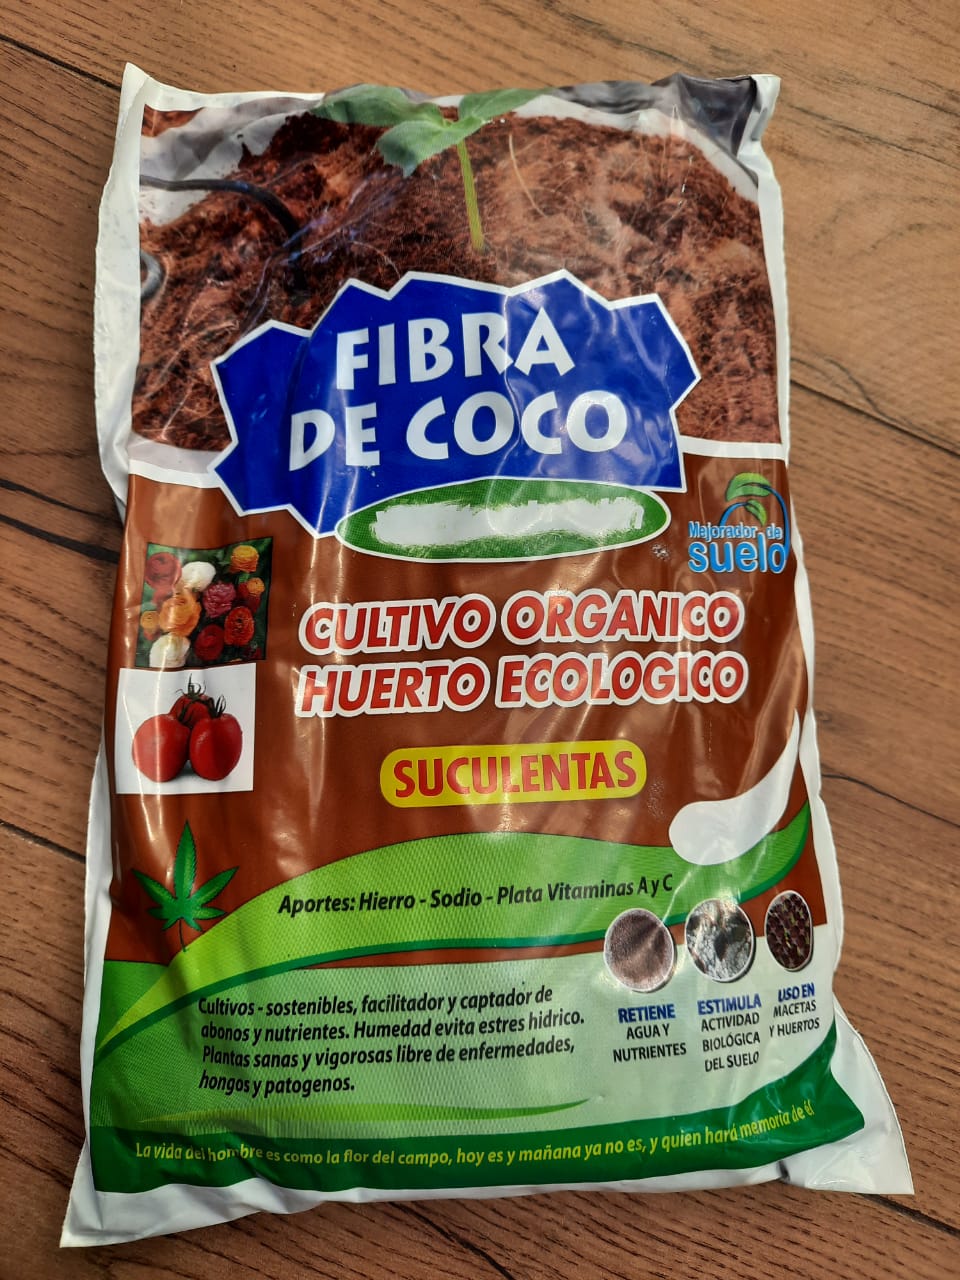 FIBRA
DE COCO
Mejorador de
suelo
CULTIVO ORGANICO
HUERTO ECOLOGICO
SUCULENTAS
Aportes: Hierro - Sodio - Plata Vitaminas A y C
Cultivos - sostenibles, facilitador y captador de
abonos y nutrientes. Humedad evita estres hidrico.
Plantas sanas y vigorosas libre de enfermedades,
hongos y patogenos.
RETIENE
AGUA Y
NUTRIENTES
ESTIMULA
ACTIVIDAD
BIOLÓGICA
DEL SUELO
USO EN
MACETAS
Y HUERTOS
La vida del hombre es como la flor del campo, hoy es y mañana ya no es, y quien hará memoria de él